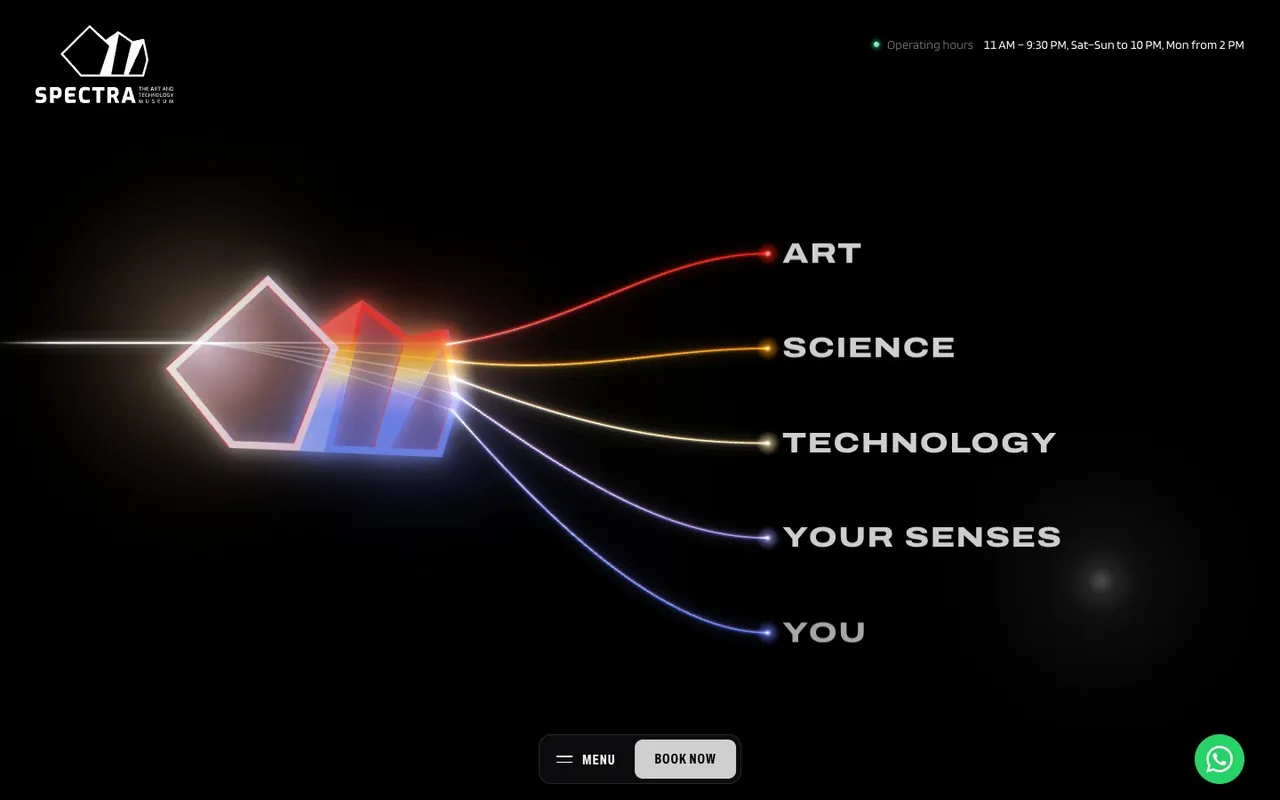 SPECTRA
THE ART AND
TECHNOLOGY
MUSEUM
Operating hours 11 AM – 9:30 PM, Sat–Sun to 10 PM, Mon from 2 PM
ART
SCIENCE
TECHNOLOGY
YOUR SENSES
YOU
MENU
BOOK NOW